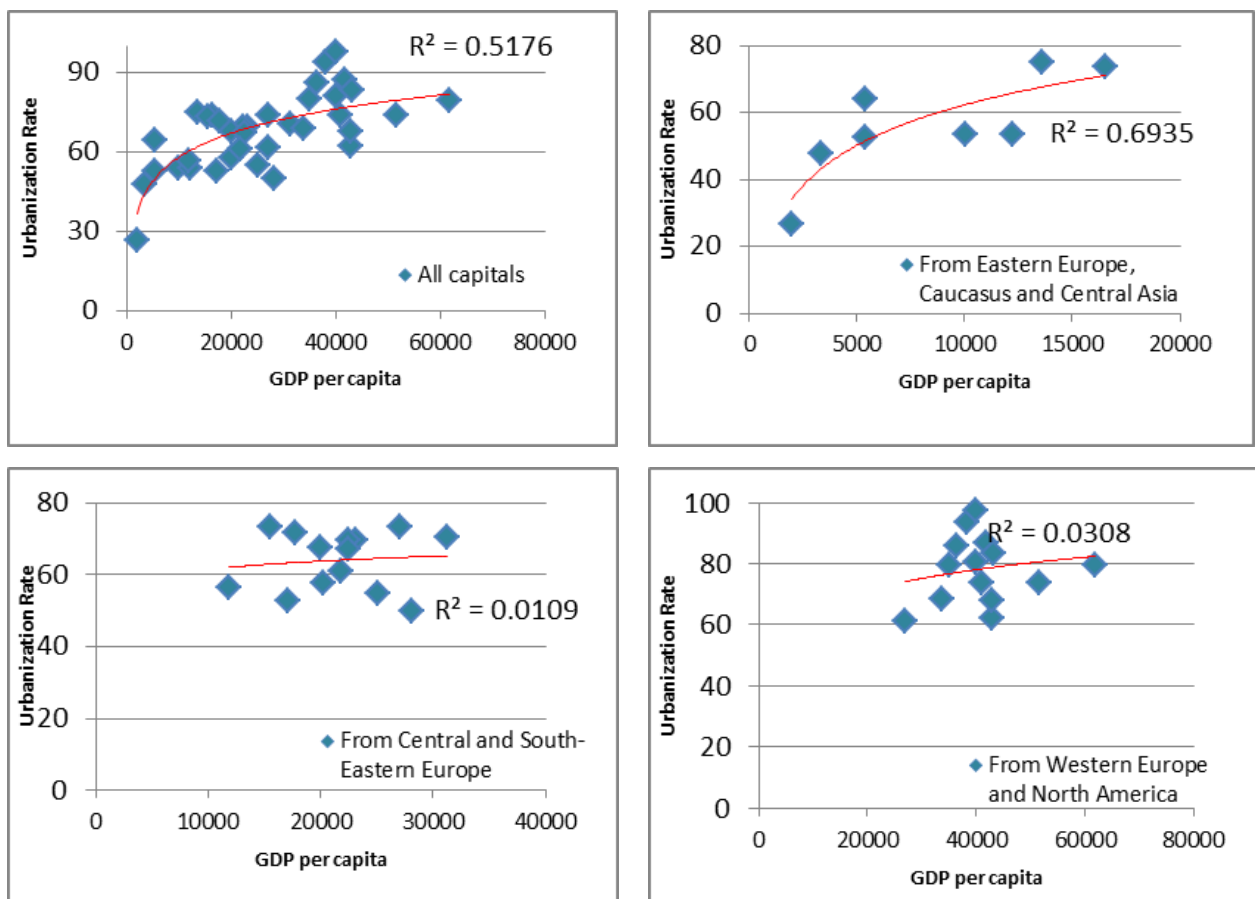 R² = 0.5176
90
60
30
0
0 20000 40000 60000 80000
Urbanization Rate
GDP per capita
All capitals
80
60
40
20
0
0 5000 10000 15000 20000
R² = 0.6935
Urbanization Rate
GDP per capita
From Eastern Europe,
Caucasus and Central Asia
80
60
40
20
0
0 10000 20000 30000 40000
R² = 0.0109
Urbanization Rate
GDP per capita
From Central and South-
Eastern Europe
100
80
60
40
20
0
0 20000 40000 60000 80000
R² = 0.0308
Urbanization Rate
GDP per capita
From Western Europe
and North America